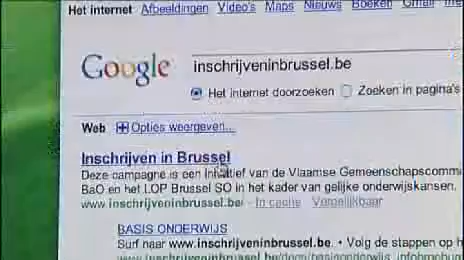 Het internet Afbeeldingen Video's Maps Nieuws Boeken Gmail
Google inschrijveninbrussel.be
Het internet doorzoeken Zoeken in pagina's
Web Opties weergeven...
Inschrijven in Brussel
Deze campagne is een initiatief van de Vlaamse Gemeenschapscommi
BaO en het LOP Brussel SO in het kader van gelijke onderwijskansen.
www.inschrijveninbrussel.be/ - In cache - Vergelijkbaar
BASIS ONDERWIJS
Surf naar www.inschrijveninbrussel.be. • Volg de stappen op h